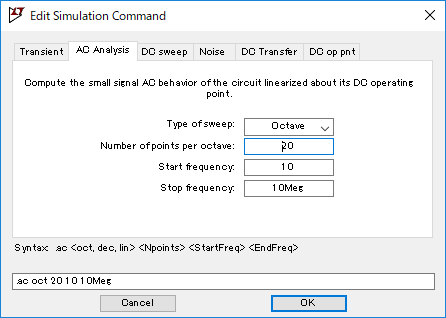 Edit Simulation Command
Transient AC Analysis DC sweep Noise DC Transfer DC op pnt
Compute the small signal AC behavior of the circuit linearized about its DC operating
point.
Type of sweep: Octave
Number of points per octave: 20
Start frequency: 10
Stop frequency: 10Meg
Syntax: .ac <oct, dec, lin> <Npoints> <StartFreq> <EndFreq>
.ac oct 20 10 10Meg
Cancel OK